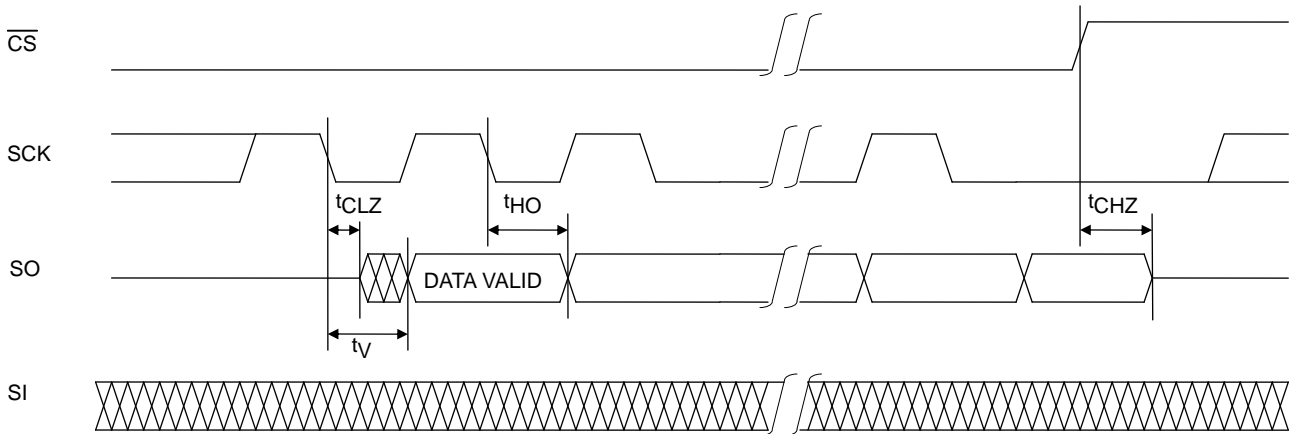 CS
SCK
tCLZ
tHO
tCHZ
SO
DATA VALID
tV
SI